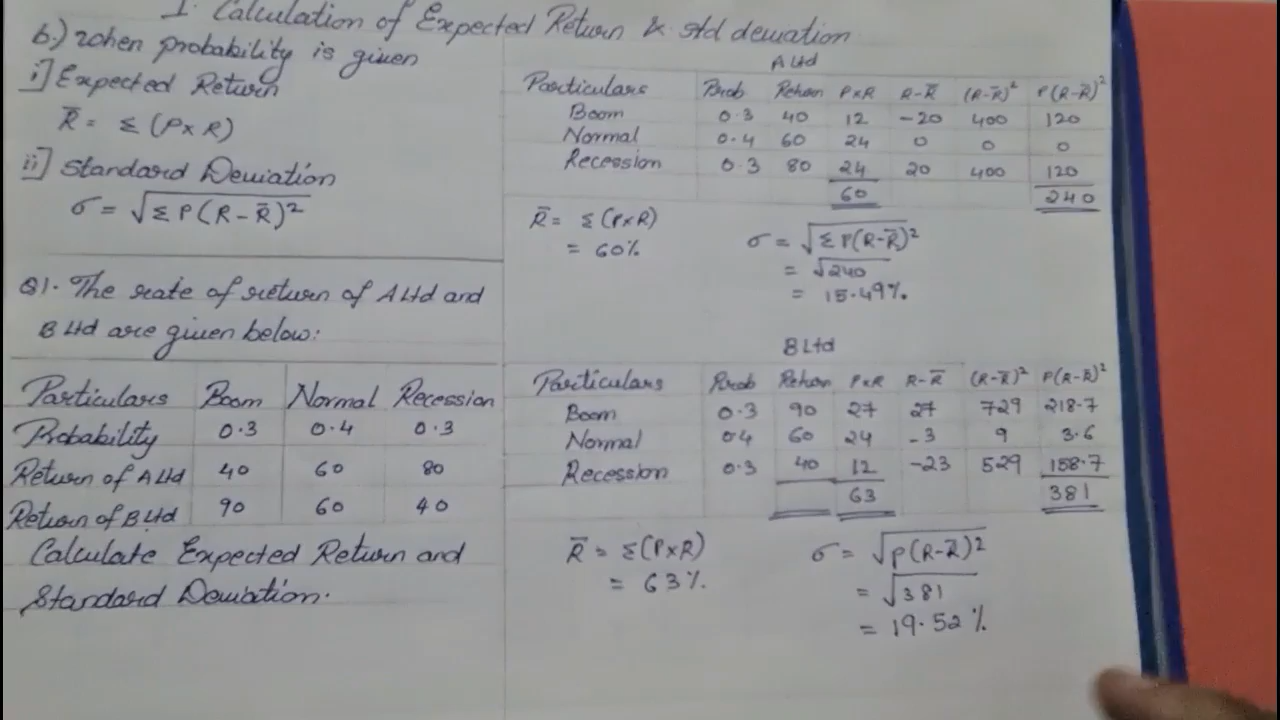 I. Calculation of Expected Return & Std deviation
b.) when probability is given
i] Expected Return
R̄ = Σ (P×R)
ii] Standard Deviation
σ = √Σ P(R-R̄)²
Q1. The rate of return of A Ltd and
B Ltd are given below:
Particulars Boom Normal Recession
Probability 0.3 0.4 0.3
Return of A Ltd 40 60 80
Return of B Ltd 90 60 40
Calculate Expected Return and
Standard Deviation.
A Ltd
Particulars Prob Return P×R R-R̄ (R-R̄)² P(R-R̄)²
Boom 0.3 40 12 -20 400 120
Normal 0.4 60 24 0 0 0
Recession 0.3 80 24 20 400 120
60 240
R̄ = Σ (P×R)
= 60%
σ = √Σ P(R-R̄)²
= √240
= 15.49%
B Ltd
Particulars Prob Return P×R R-R̄ (R-R̄)² P(R-R̄)²
Boom 0.3 90 27 27 729 218.7
Normal 0.4 60 24 -3 9 3.6
Recession 0.3 40 12 -23 529 158.7
63 381
R̄ = Σ(P×R)
= 63%
σ = √P(R-R̄)²
= √381
= 19.52%